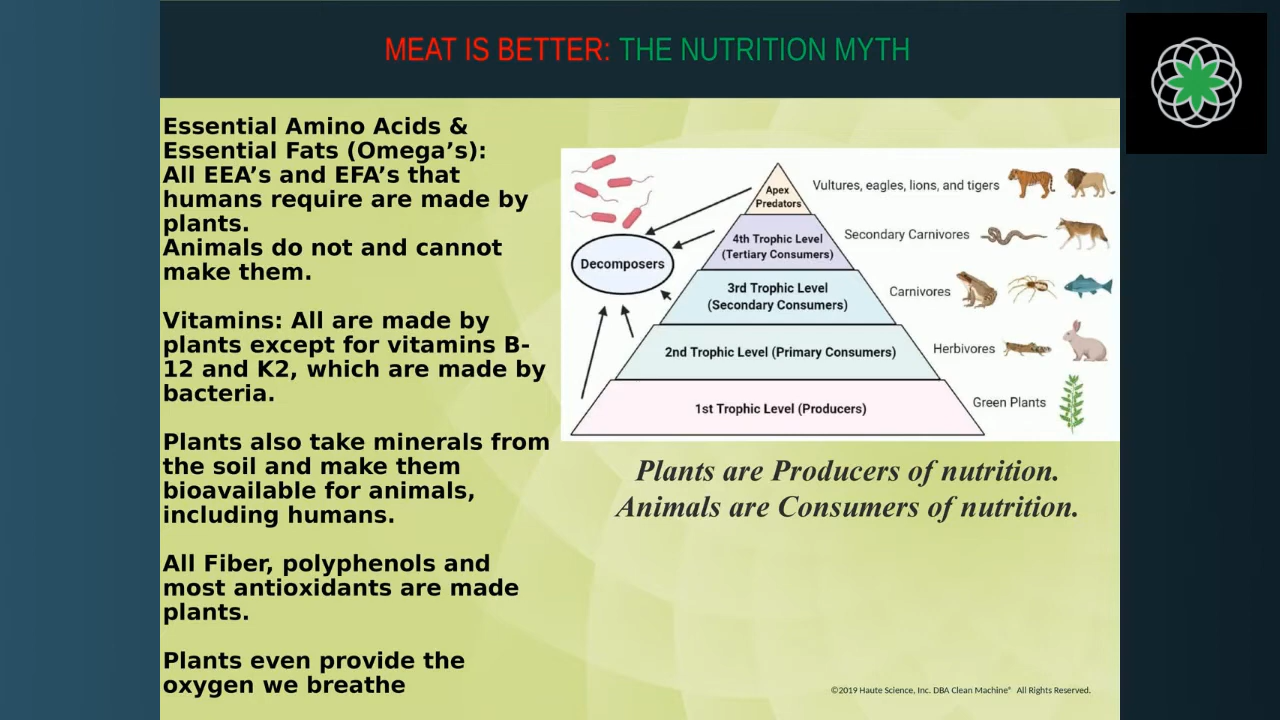 MEAT IS BETTER: THE NUTRITION MYTH
Essential Amino Acids &
Essential Fats (Omega’s):
All EEA’s and EFA’s that
humans require are made by
plants.
Animals do not and cannot
make them.
Vitamins: All are made by
plants except for vitamins B-
12 and K2, which are made by
bacteria.
Plants also take minerals from
the soil and make them
bioavailable for animals,
including humans.
All Fiber, polyphenols and
most antioxidants are made
plants.
Plants even provide the
oxygen we breathe
Apex
Predators
Vultures, eagles, lions, and tigers
4th Trophic Level
(Tertiary Consumers)
Secondary Carnivores
Decomposers
3rd Trophic Level
(Secondary Consumers)
Carnivores
2nd Trophic Level (Primary Consumers)
Herbivores
1st Trophic Level (Producers)
Green Plants
Plants are Producers of nutrition.
Animals are Consumers of nutrition.
©2019 Haute Science, Inc. DBA Clean Machine® All Rights Reserved.